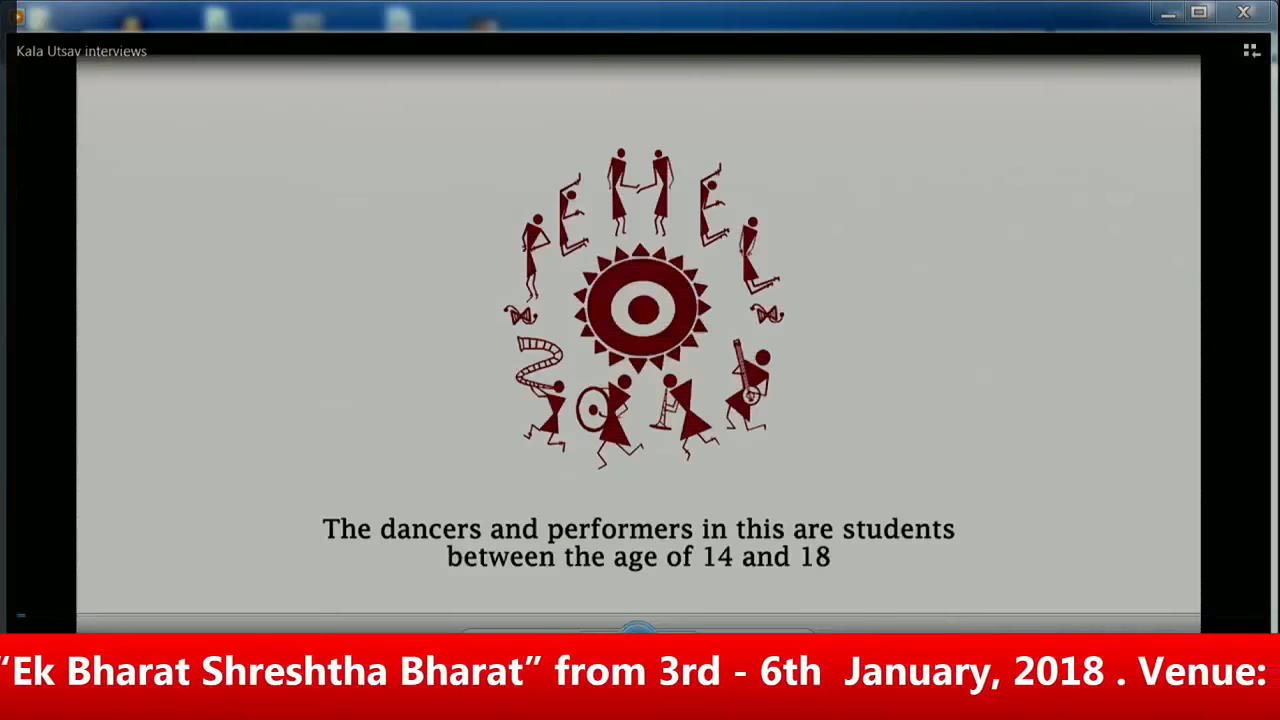 Kala Utsav interviews
PEHEL
The dancers and performers in this are students
between the age of 14 and 18
“Ek Bharat Shreshtha Bharat” from 3rd - 6th January, 2018 . Venue: